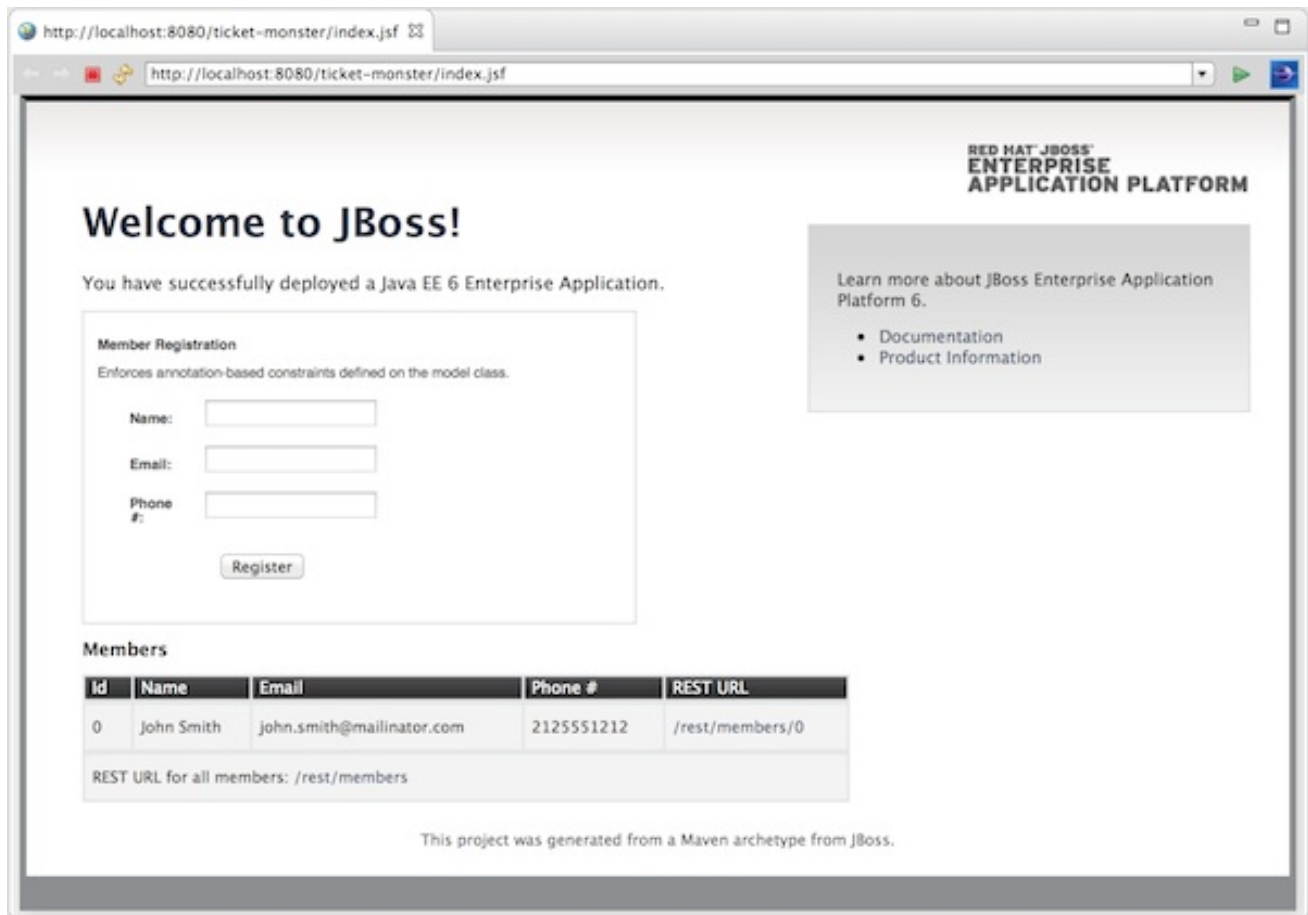 http://localhost:8080/ticket-monster/index.jsf
http://localhost:8080/ticket-monster/index.jsf
RED HAT® JBOSS®
ENTERPRISE
APPLICATION PLATFORM
Welcome to JBoss!
You have successfully deployed a Java EE 6 Enterprise Application.
Learn more about JBoss Enterprise Application
Platform 6.
• Documentation
• Product Information
Member Registration
Enforces annotation-based constraints defined on the model class.
Name:
Email:
Phone
#:
Register
Members
Id Name Email Phone # REST URL
0 John Smith john.smith@mailinator.com 2125551212 /rest/members/0
REST URL for all members: /rest/members
This project was generated from a Maven archetype from JBoss.